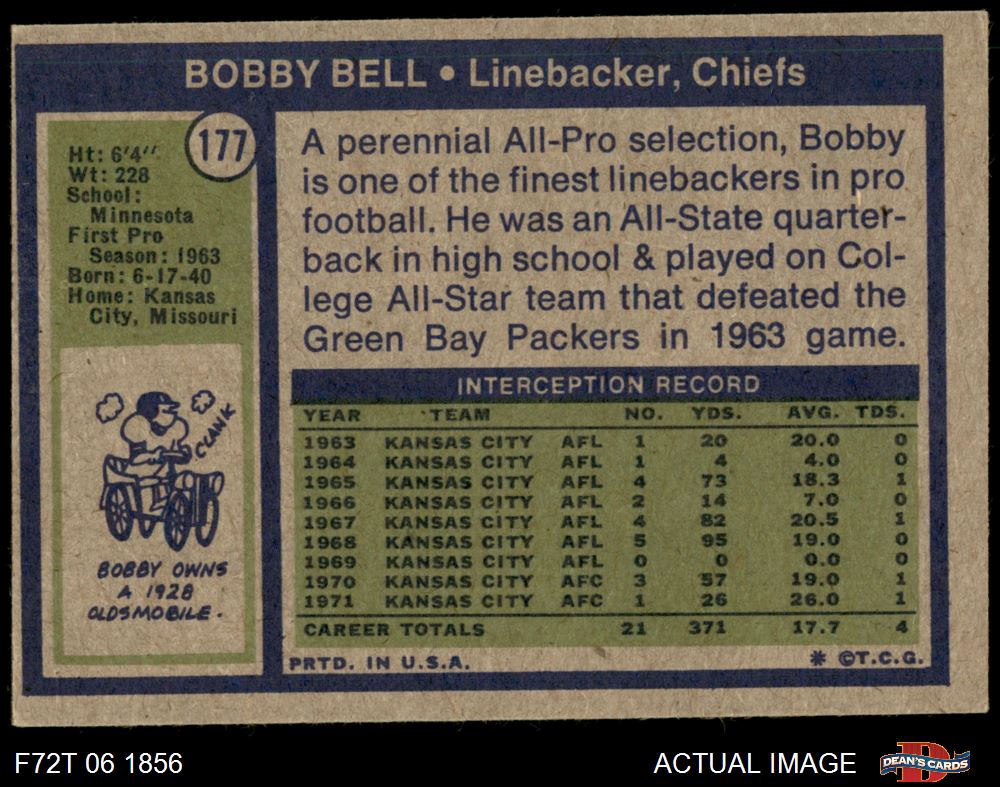 BOBBY BELL • Linebacker, Chiefs
177
Ht: 6'4''
Wt: 228
School:
Minnesota
First Pro
Season: 1963
Born: 6-17-40
Home: Kansas
City, Missouri
CLANK
BOBBY OWNS
A 1928
OLDSMOBILE.
A perennial All-Pro selection, Bobby
is one of the finest linebackers in pro
football. He was an All-State quarter-
back in high school & played on Col-
lege All-Star team that defeated the
Green Bay Packers in 1963 game.
INTERCEPTION RECORD
YEAR TEAM NO. YDS. AVG. TDS.
1963 KANSAS CITY AFL 1 20 20.0 0
1964 KANSAS CITY AFL 1 4 4.0 0
1965 KANSAS CITY AFL 4 73 18.3 1
1966 KANSAS CITY AFL 2 14 7.0 0
1967 KANSAS CITY AFL 4 82 20.5 1
1968 KANSAS CITY AFL 5 95 19.0 0
1969 KANSAS CITY AFL 0 0 0.0 0
1970 KANSAS CITY AFC 3 57 19.0 1
1971 KANSAS CITY AFC 1 26 26.0 1
CAREER TOTALS 21 371 17.7 4
PRTD. IN U.S.A. * ©T.C.G.
F72T 06 1856 ACTUAL IMAGE D DEAN'S CARDS